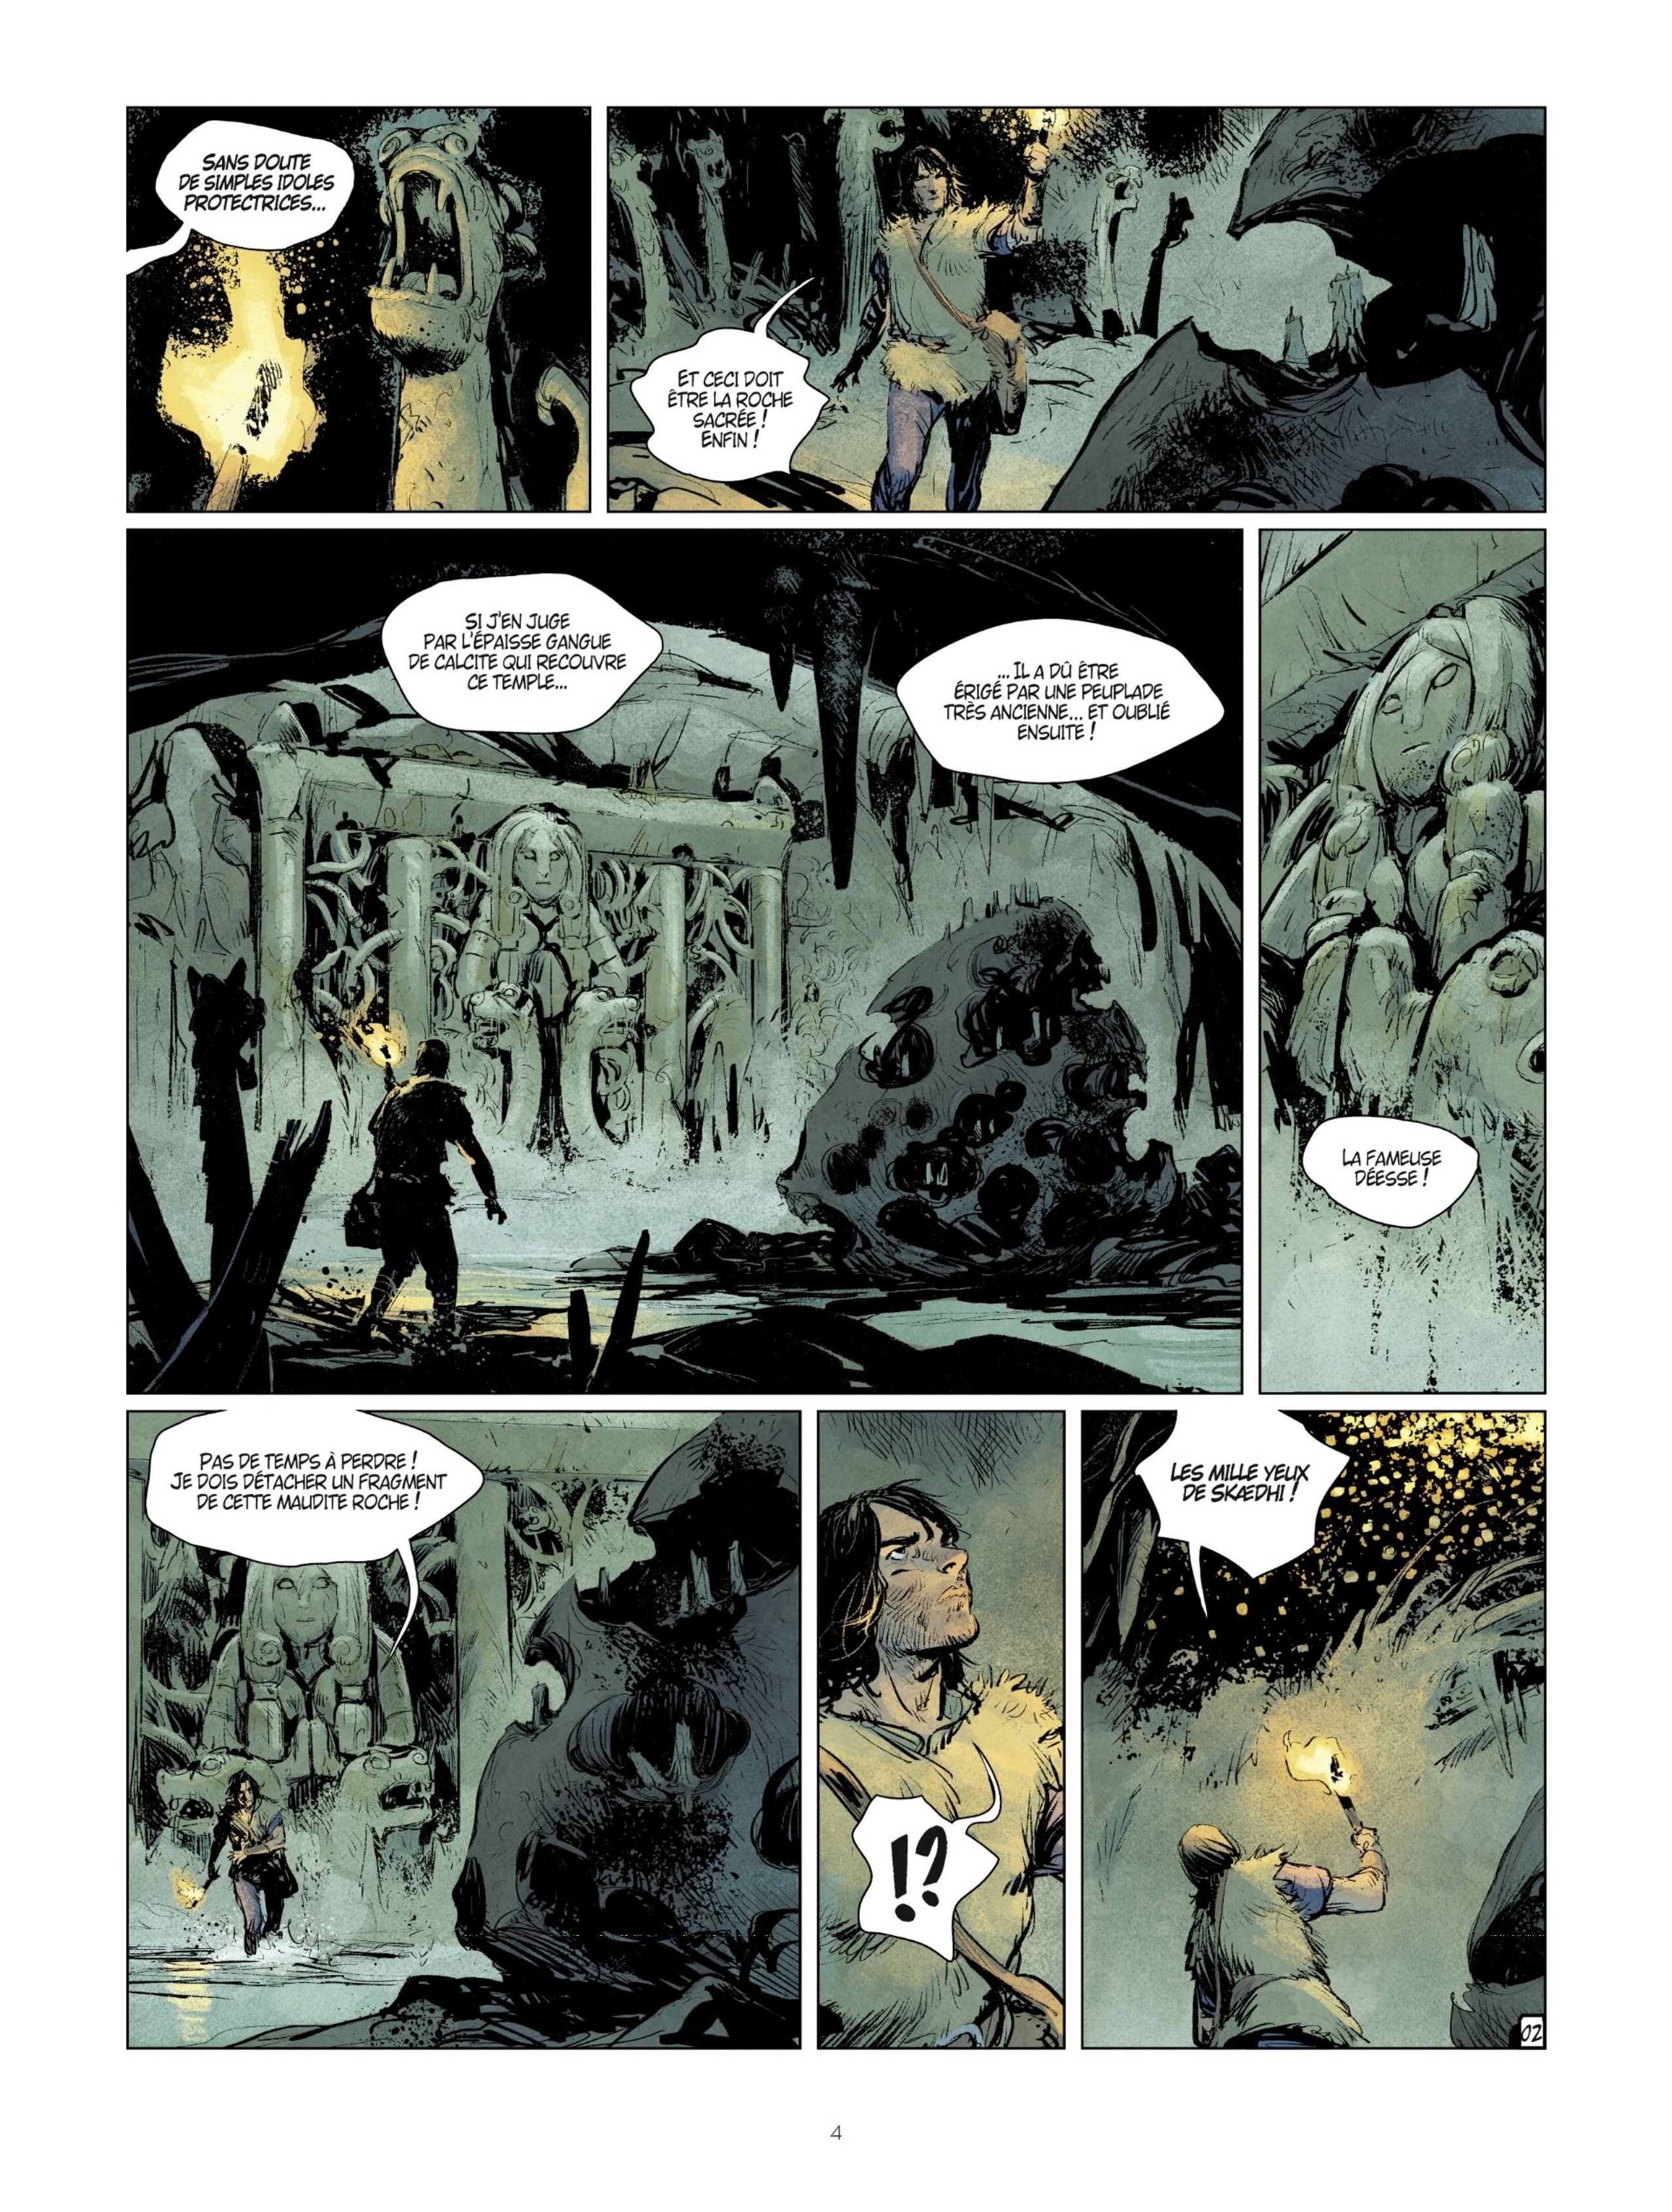 SANS DOUTE
DE SIMPLES IDOLES
PROTECTRICES...
ET CECI DOIT
ÊTRE LA ROCHE
SACRÉE !
ENFIN !
SI J'EN JUGE
PAR L'ÉPAISSE GANGUE
DE CALCITE QUI RECOUVRE
CE TEMPLE...
... IL A DÛ ÊTRE
ÉRIGÉ PAR UNE PEUPLADE
TRÈS ANCIENNE... ET OUBLIÉ
ENSUITE !
LA FAMEUSE
DÉESSE !
PAS DE TEMPS À PERDRE !
JE DOIS DÉTACHER UN FRAGMENT
DE CETTE MAUDITE ROCHE !
!?
LES MILLE YEUX
DE SKÆDHI !
02
4